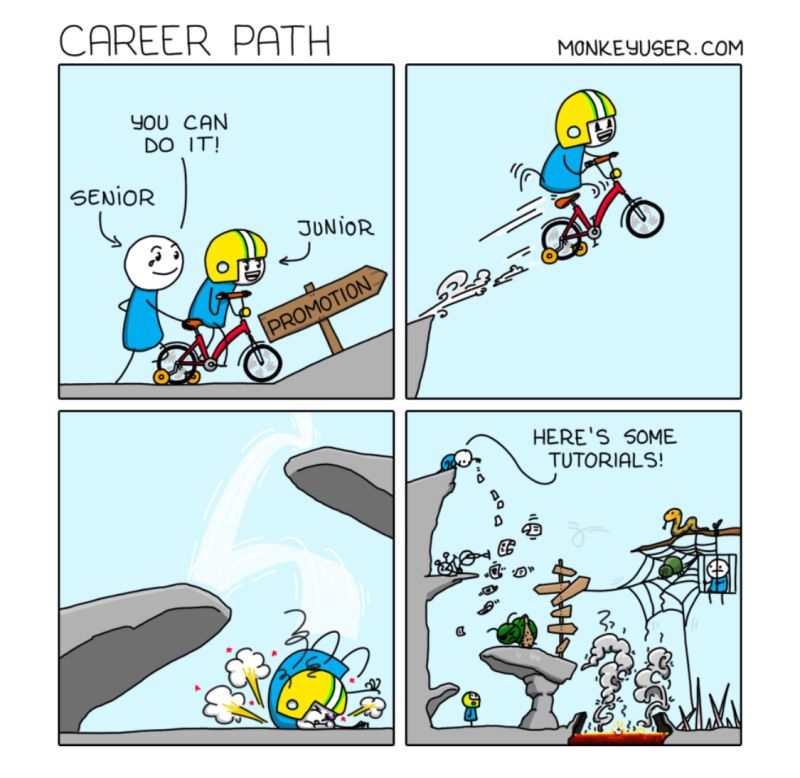 CAREER PATH
MONKEYUSER.COM
YOU CAN
DO IT!
SENIOR
JUNIOR
PROMOTION
HERE'S SOME
TUTORIALS!